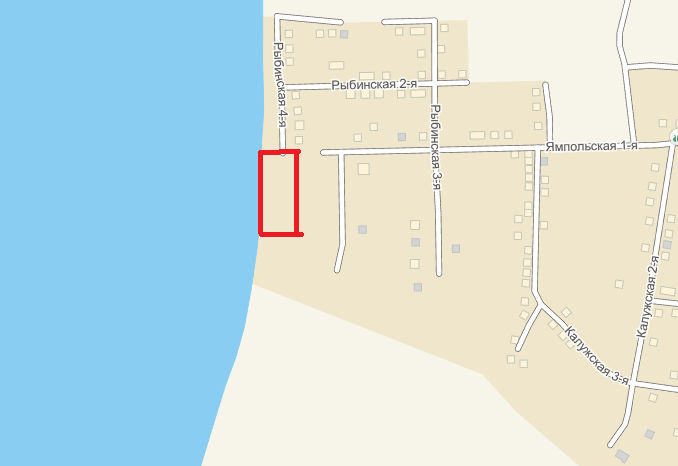 Рыбинская 4-я
Рыбинская 2-я
Рыбинская 3-я
Ямпольская 1-я
Калужская 2-я
Калужская 3-я